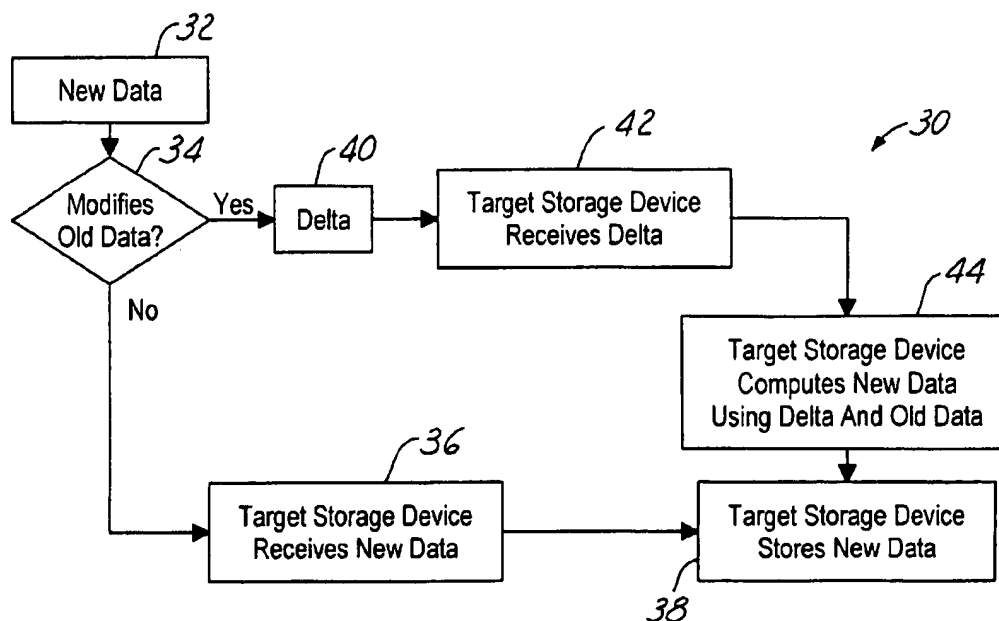 32
New Data
34
Modifies
Old Data?
Yes
No
40
Delta
42
Target Storage Device
Receives Delta
30
44
Target Storage Device
Computes New Data
Using Delta And Old Data
36
Target Storage Device
Receives New Data
Target Storage Device
Stores New Data
38